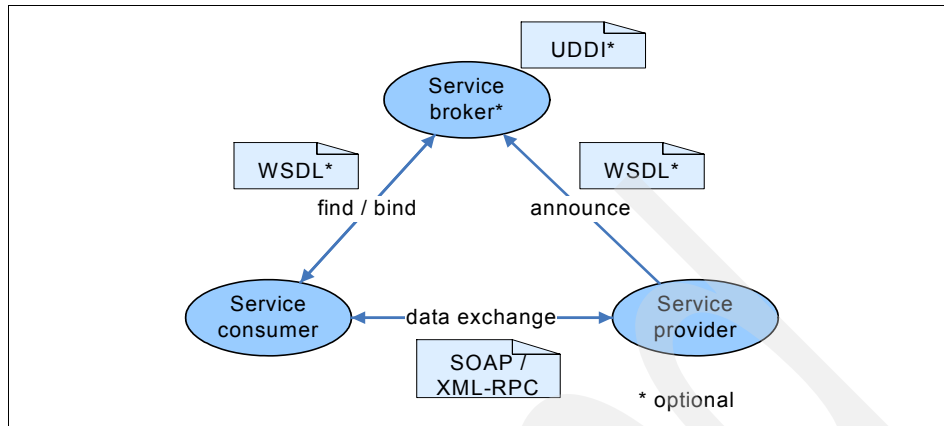 UDDI*
Service
broker*
WSDL*
WSDL*
find / bind
announce
Service
consumer
data exchange
Service
provider
SOAP /
XML-RPC
* optional